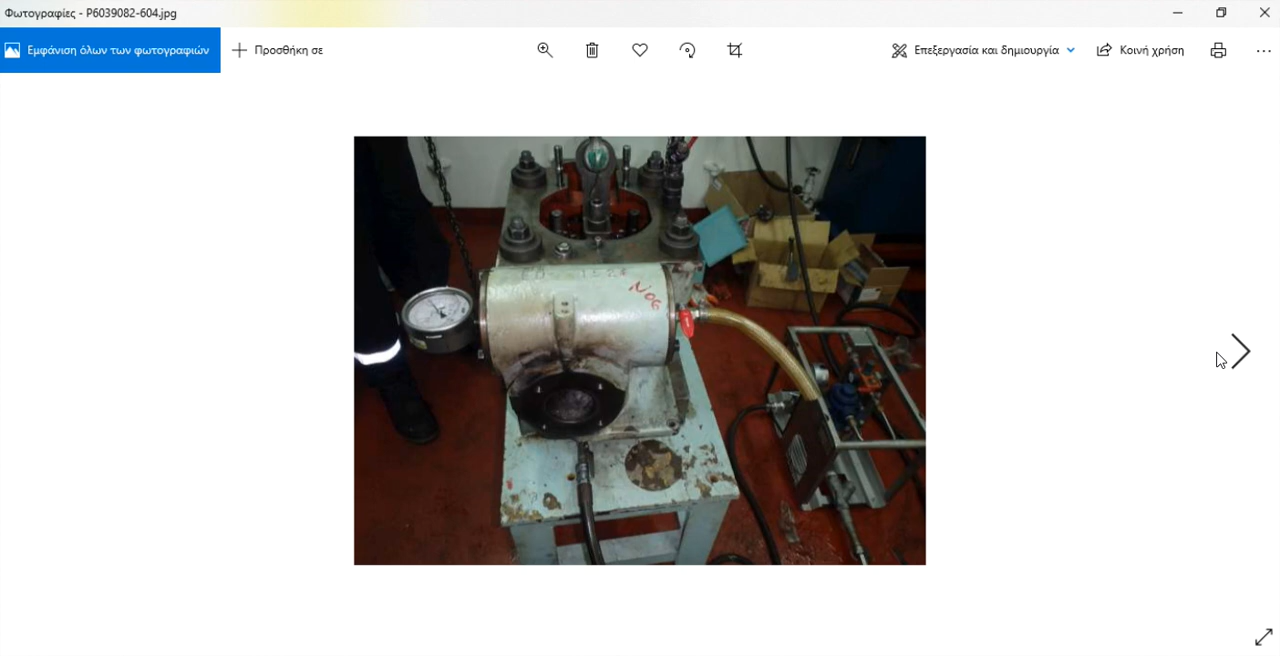 Φωτογραφίες - P6039082-604.jpg
Εμφάνιση όλων των φωτογραφιών
Προσθήκη σε
Επεξεργασία και δημιουργία
Κοινή χρήση
No6